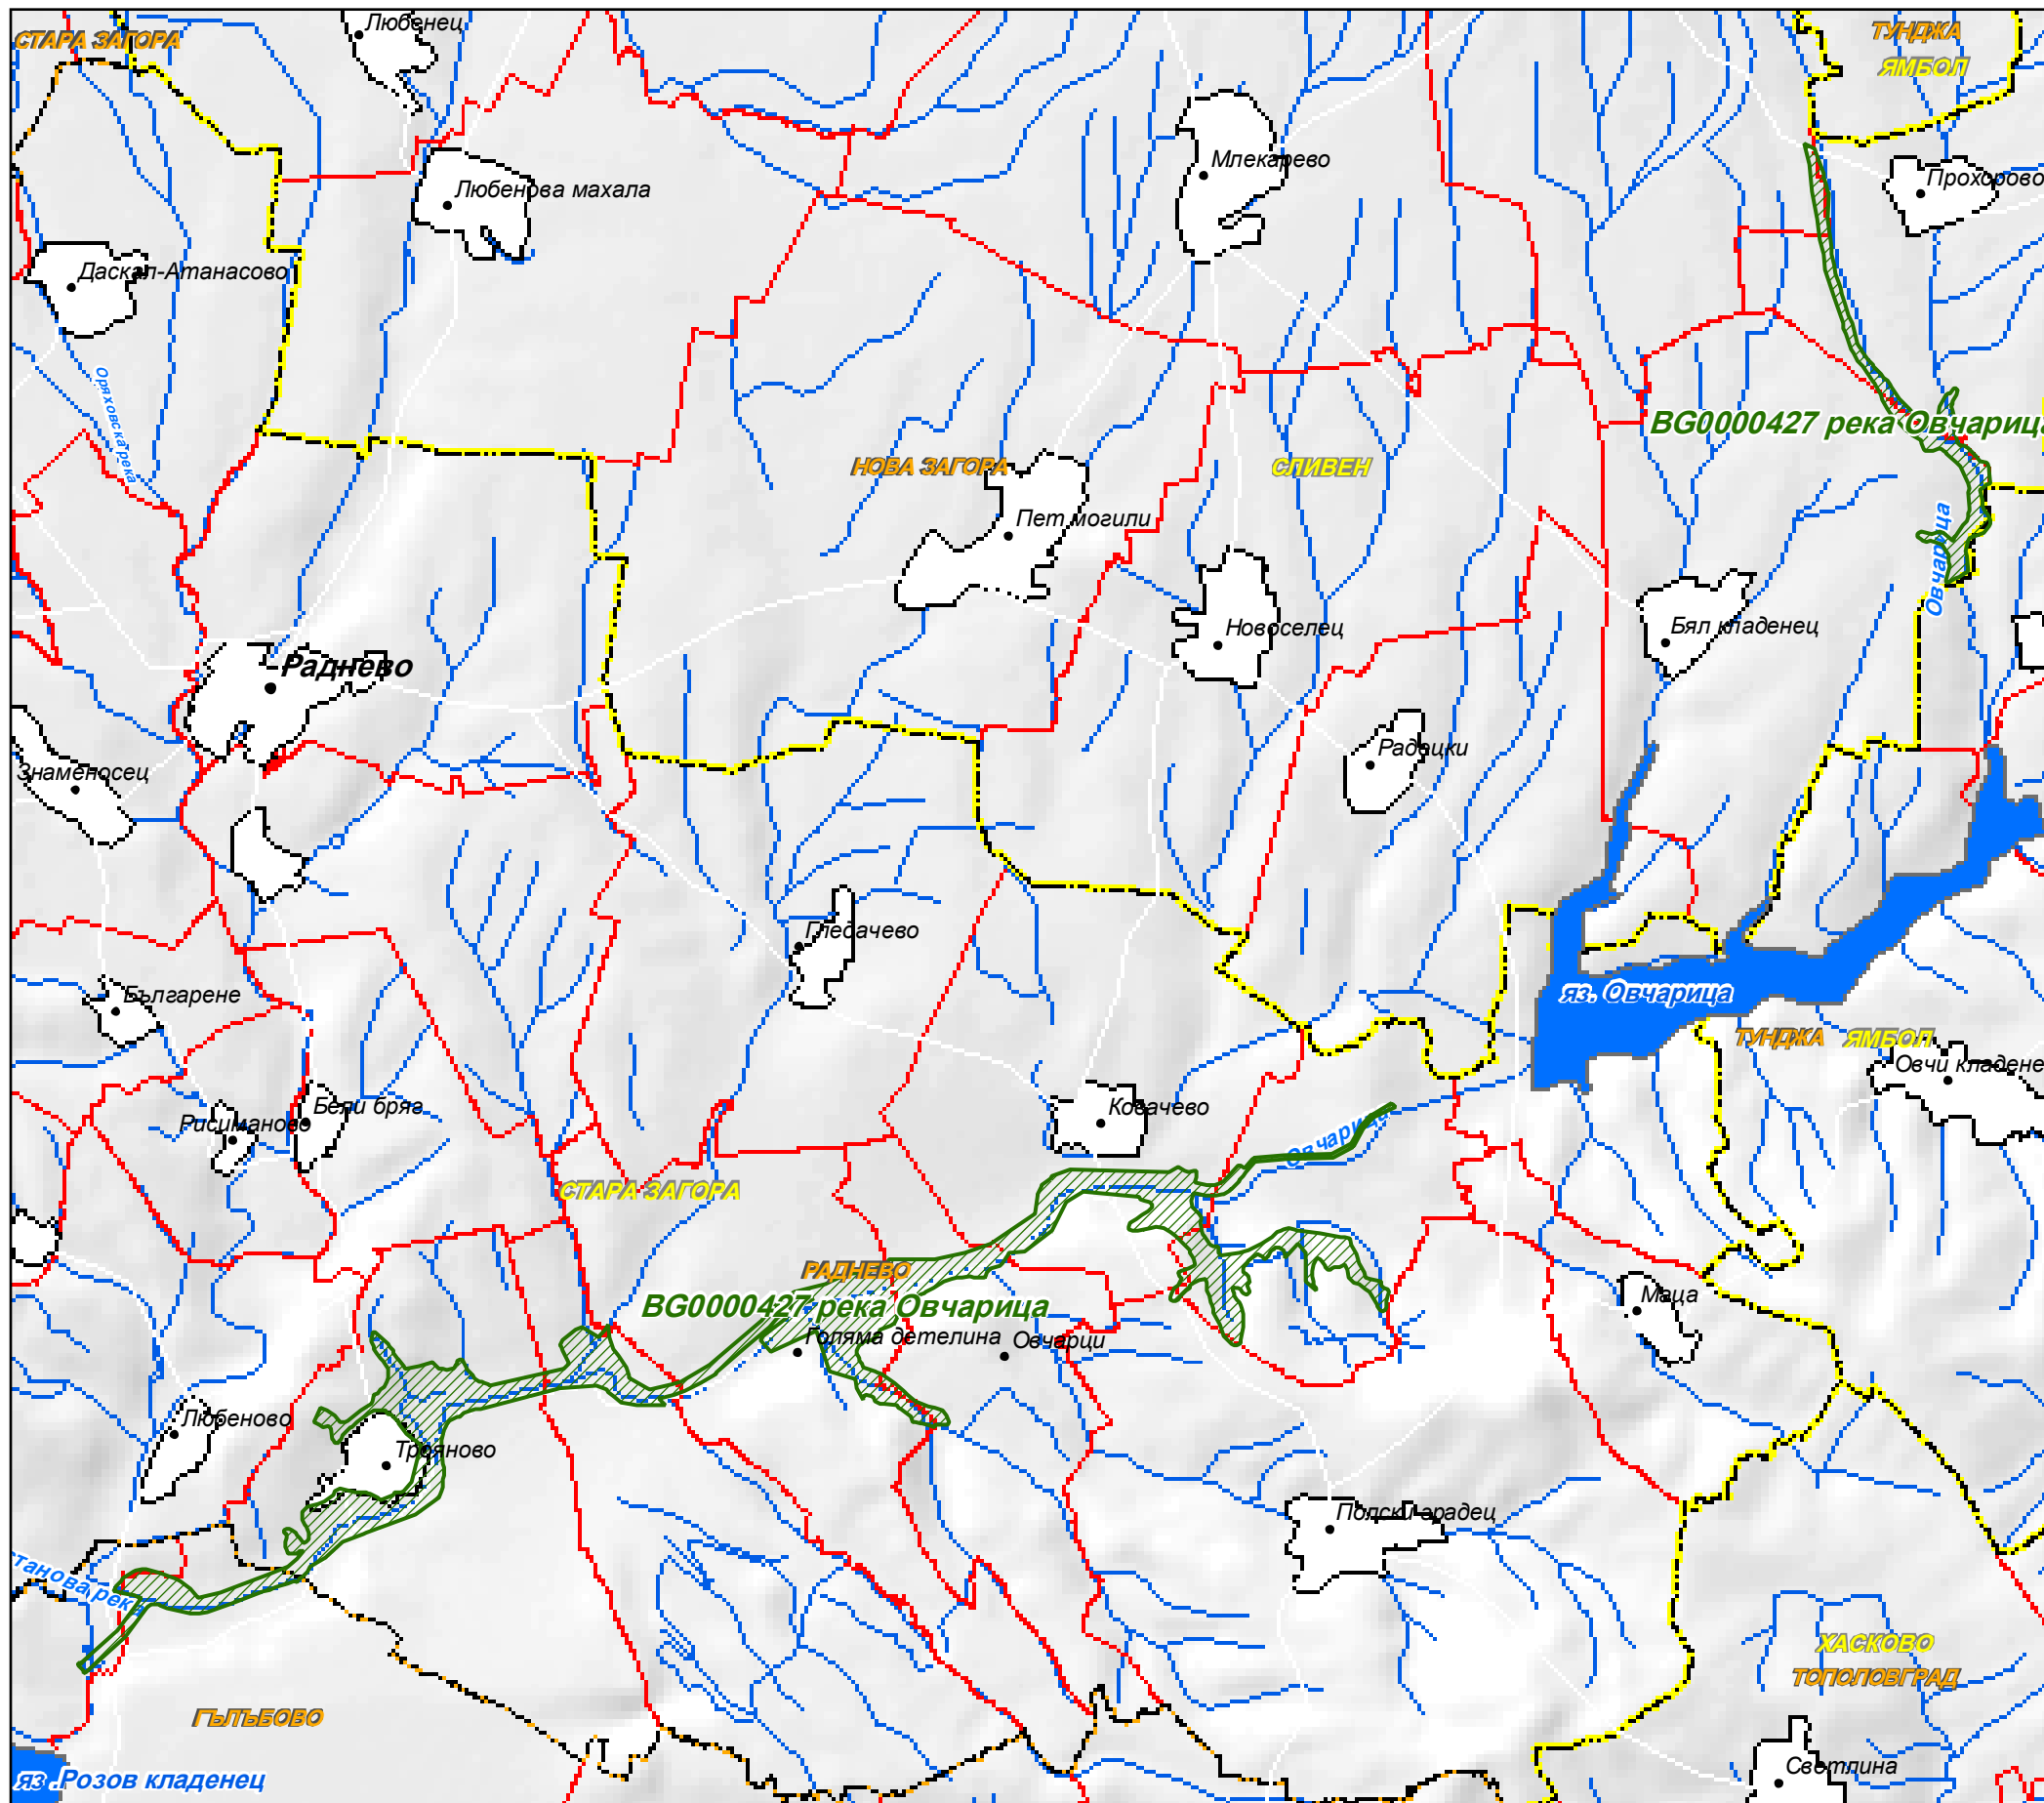 Любенец
СТАРА ЗАГОРА
ТУНДЖА
ЯМБОЛ
Млекарево
Любенова махала
Прохорово
Даскал-Атанасово
Оряховска река
BG0000427 река Овчарица
НОВА ЗАГОРА
СЛИВЕН
Пет могили
Овчарица
Новоселец
Бял кладенец
Раднево
Радецки
Знаменосец
Гледачево
яз. Овчарица
Българене
ТУНДЖА
ЯМБОЛ
Овчи кладене
Ковачево
Бели бряг
Рисиманово
Овчарица
СТАРА ЗАГОРА
РАДНЕВО
BG0000427 река Овчарица
Маца
Голяма детелина
Овчарци
Любеново
Трояново
Полски градец
танова река
ХАСКОВО
ТОПОЛОВГРАД
ГЪЛЪБОВО
яз .Розов кладенец
Светлина